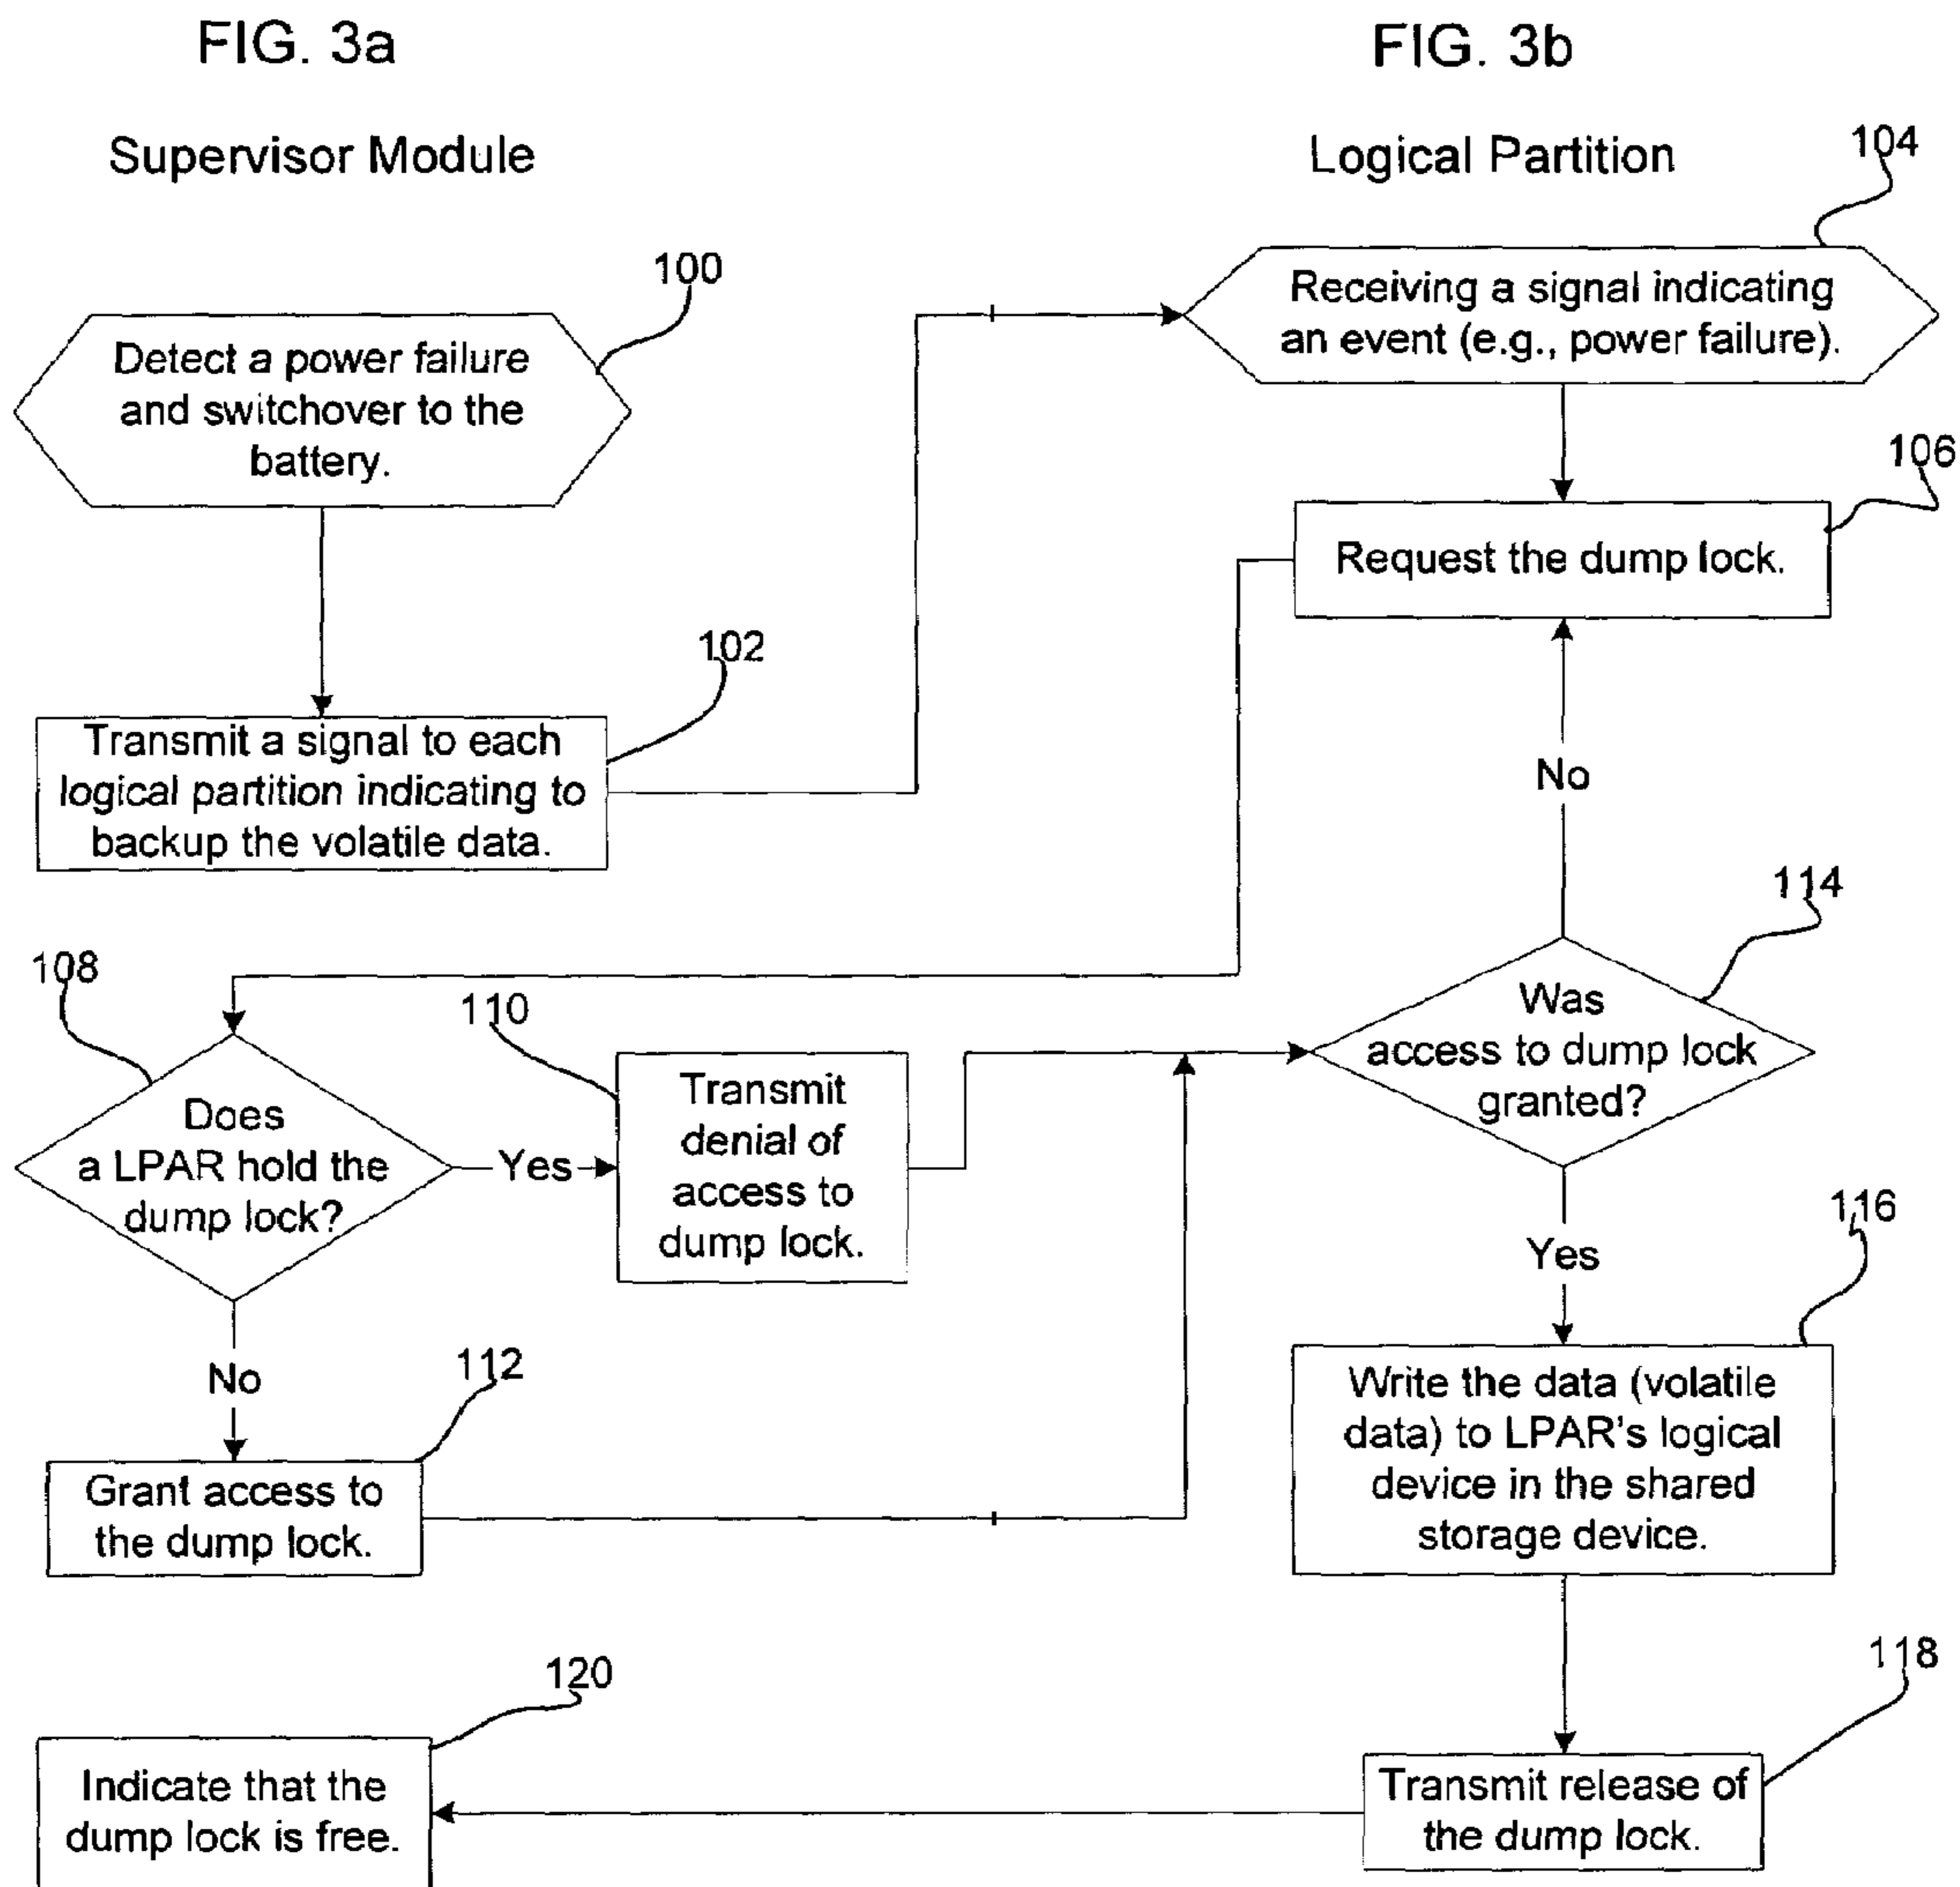 FIG. 3a
Supervisor Module
100
Detect a power failure
and switchover to the
battery.
102
Transmit a signal to each
logical partition indicating to
backup the volatile data.
108
Does
a LPAR hold the
dump lock?
Yes
110
Transmit
denial of
access to
dump lock.
No
112
Grant access to
the dump lock.
120
Indicate that the
dump lock is free.
FIG. 3b
Logical Partition
104
Receiving a signal indicating
an event (e.g., power failure).
106
Request the dump lock.
No
114
Was
access to dump lock
granted?
Yes
116
Write the data (volatile
data) to LPAR's logical
device in the shared
storage device.
118
Transmit release of
the dump lock.